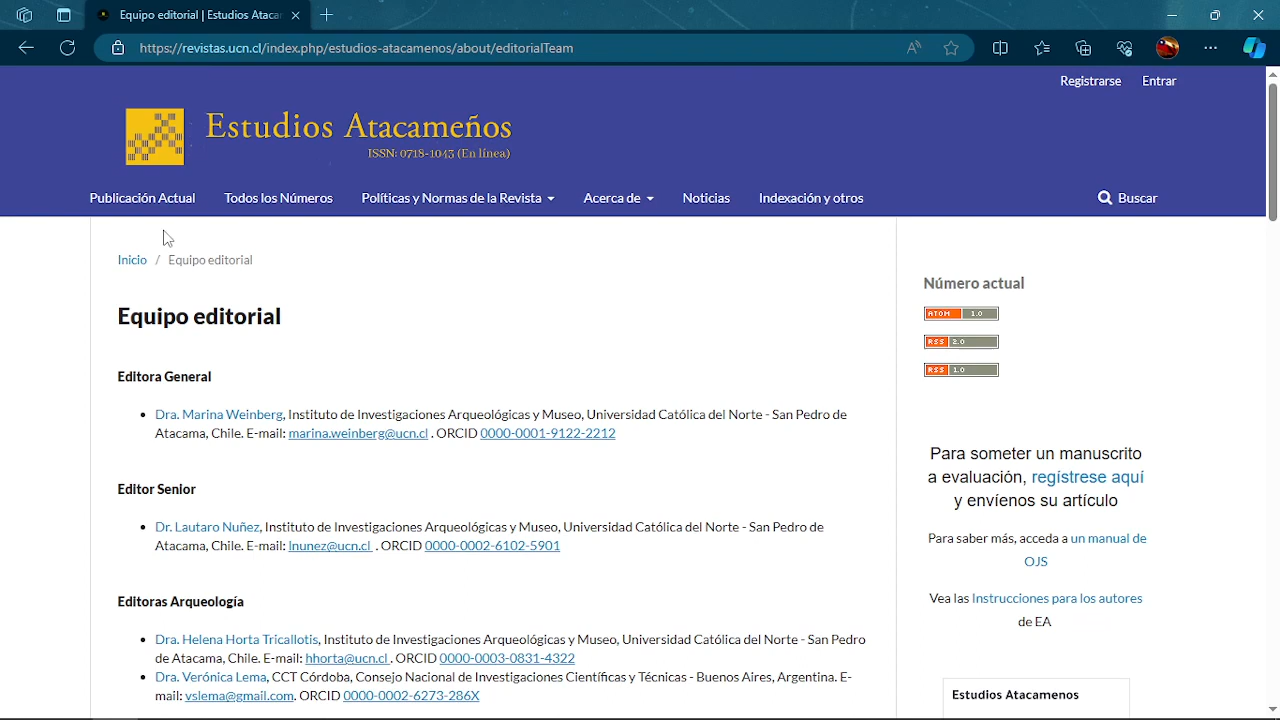 Equipo editorial | Estudios Atacar
https://revistas.ucn.cl/index.php/estudios-atacamenos/about/editorialTeam
Registrarse Entrar
Estudios Atacameños
ISSN: 0718-1043 (En línea)
Publicación Actual Todos los Números Políticas y Normas de la Revista Acerca de Noticias Indexación y otros Buscar
Inicio / Equipo editorial
Equipo editorial
Editora General
• Dra. Marina Weinberg, Instituto de Investigaciones Arqueológicas y Museo, Universidad Católica del Norte - San Pedro de
Atacama, Chile. E-mail: marina.weinberg@ucn.cl . ORCID 0000-0001-9122-2212
Editor Senior
• Dr. Lautaro Nuñez, Instituto de Investigaciones Arqueológicas y Museo, Universidad Católica del Norte - San Pedro de
Atacama, Chile. E-mail: lnunez@ucn.cl . ORCID 0000-0002-6102-5901
Editoras Arqueología
• Dra. Helena Horta Tricallotis, Instituto de Investigaciones Arqueológicas y Museo, Universidad Católica del Norte - San Pedro
de Atacama, Chile. E-mail: hhorta@ucn.cl . ORCID 0000-0003-0831-4322
• Dra. Verónica Lema, CCT Córdoba, Consejo Nacional de Investigaciones Científicas y Técnicas - Buenos Aires, Argentina. E-
mail: vslema@gmail.com. ORCID 0000-0002-6273-286X
Número actual
ATOM 1.0
RSS 2.0
RSS 1.0
Para someter un manuscrito
a evaluación, regístrese aquí
y envíenos su artículo
Para saber más, acceda a un manual de
OJS
Vea las Instrucciones para los autores
de EA
Estudios Atacamenos